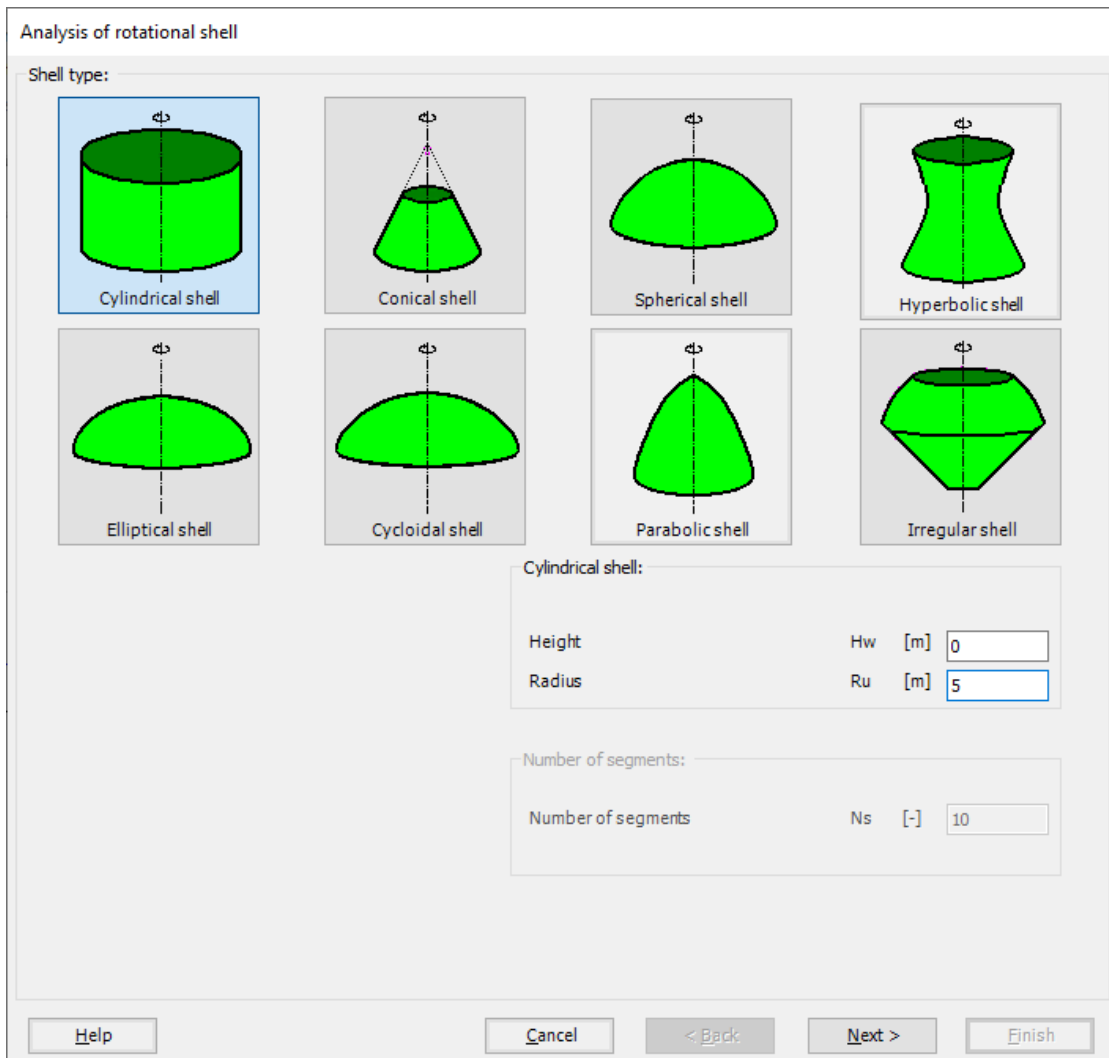 Analysis of rotational shell
Shell type:
Cylindrical shell
Conical shell
Spherical shell
Hyperbolic shell
Elliptical shell
Cycloidal shell
Parabolic shell
Irregular shell
Cylindrical shell:
Height Hw [m] 0
Radius Ru [m] 5
Number of segments:
Number of segments Ns [-] 10
Help Cancel < Back Next > Finish